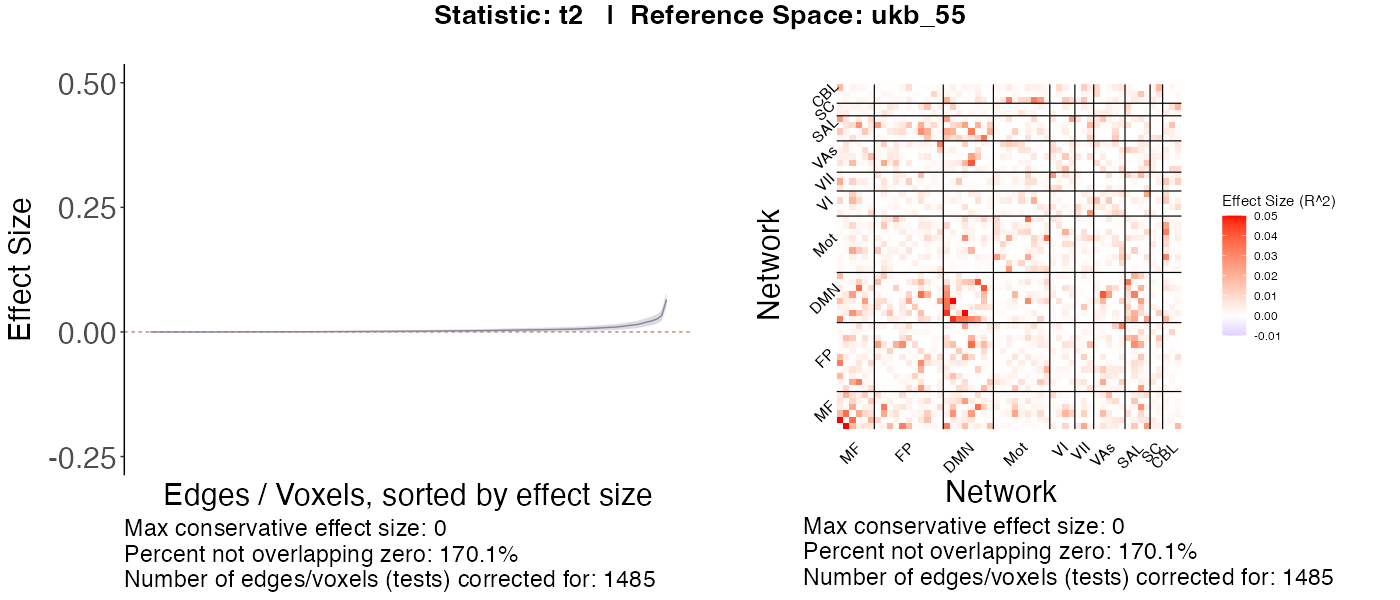 Statistic: t2 | Reference Space: ukb_55
Effect Size
0.50
0.25
0.00
-0.25
Edges / Voxels, sorted by effect size
Max conservative effect size: 0
Percent not overlapping zero: 170.1%
Number of edges/voxels (tests) corrected for: 1485
Network
CBL
SC
SAL
VAs
VII
VI
Mot
DMN
FP
MF
MF
FP
DMN
Mot
VI
VII
VAs
SAL
SC
CBL
Network
Effect Size (R^2)
0.05
0.04
0.03
0.02
0.01
0.00
-0.01
Max conservative effect size: 0
Percent not overlapping zero: 170.1%
Number of edges/voxels (tests) corrected for: 1485